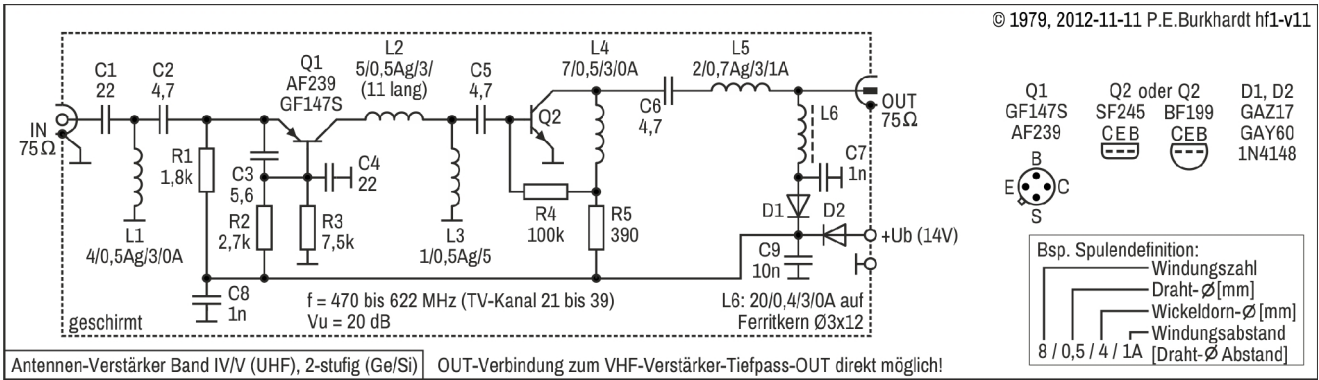 © 1979, 2012-11-11 P.E.Burkhardt hf1-v11
IN
75Ω
C1
22
C2
4,7
L1
4/0,5Ag/3/0A
R1
1,8k
C8
1n
C3
5,6
R2
2,7k
Q1
AF239
GF147S
C4
22
R3
7,5k
L2
5/0,5Ag/3/
(11 lang)
L3
1/0,5Ag/5
C5
4,7
Q2
R4
100k
L4
7/0,5/3/0A
R5
390
C6
4,7
L5
2/0,7Ag/3/1A
L6
C7
1n
D1
D2
C9
10n
OUT
75Ω
+Ub (14V)
f = 470 bis 622 MHz (TV-Kanal 21 bis 39)
Vu = 20 dB
L6: 20/0,4/3/0A auf
Ferritkern Ø3x12
geschirmt
Q1
GF147S
AF239
B
E
C
S
Q2 oder Q2
SF245 BF199
CEB CEB
D1, D2
GAZ17
GAY60
1N4148
Bsp. Spulendefinition:
Windungszahl
Draht-Ø [mm]
Wickeldorn-Ø [mm]
Windungsabstand
8 / 0,5 / 4 / 1A [Draht-Ø Abstand]
Antennen-Verstärker Band IV/V (UHF), 2-stufig (Ge/Si)
OUT-Verbindung zum VHF-Verstärker-Tiefpass-OUT direkt möglich!